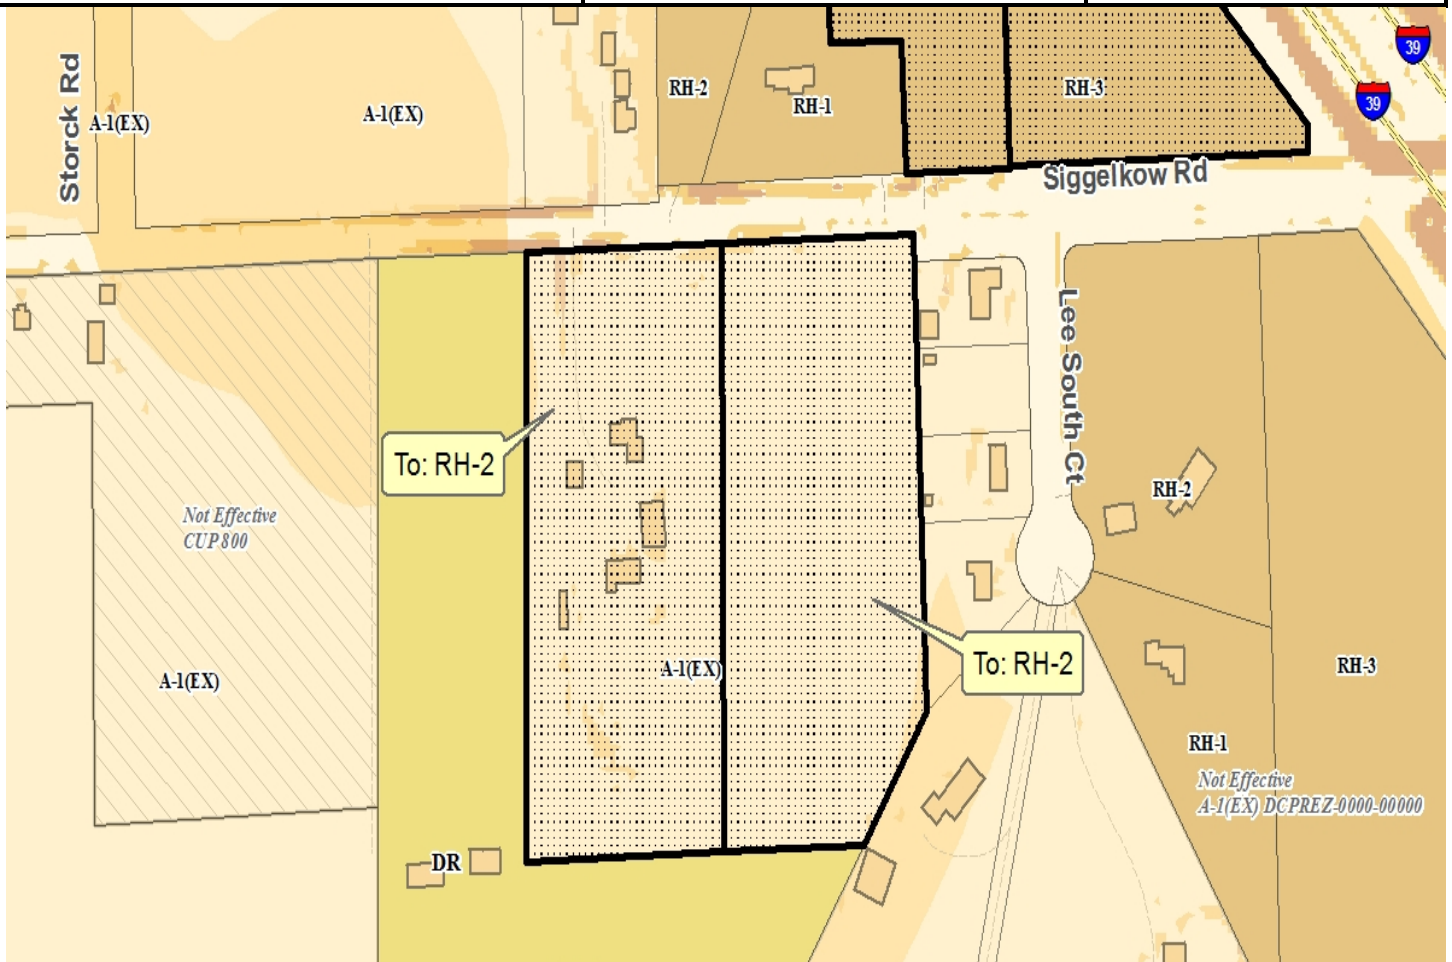 39
39
Storck Rd
A-1(EX)
A-1(EX)
RH-2
RH-1
RH-3
Siggelkow Rd
Lee South Ct
To: RH-2
RH-2
Not Effective
CUP 800
A-1(EX)
A-1(EX)
To: RH-2
RH-3
RH-1
Not Effective
A-1(EX) DCPREZ-0000-00000
DR